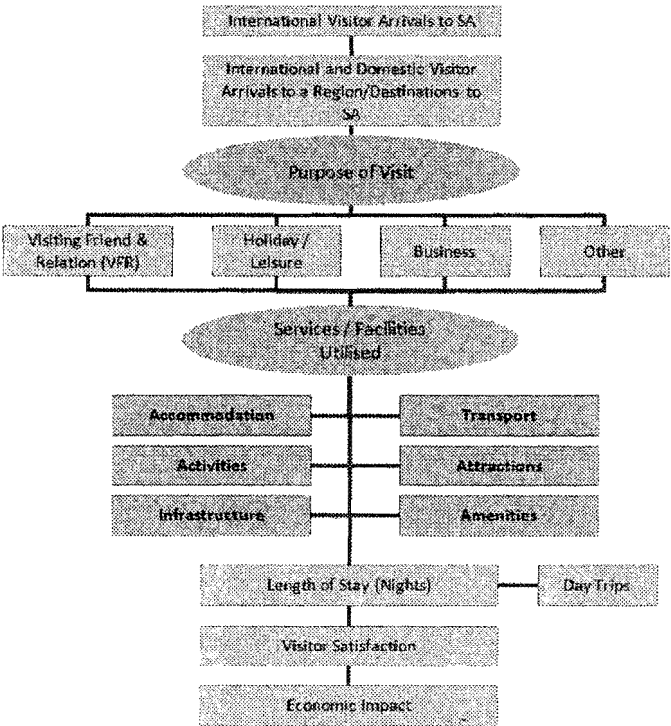 International Visitor Arrivals to SA
International and Domestic Visitor
Arrivals to a Region/Destinations to
SA
Purpose of Visit
Visiting Friend &
Relation (VFR)
Holiday /
Leisure
Business
Other
Services / Facilities
Utilised
Accommodation
Transport
Activities
Attractions
Infrastructure
Amenities
Length of Stay (Nights)
Day Trips
Visitor Satisfaction
Economic Impact